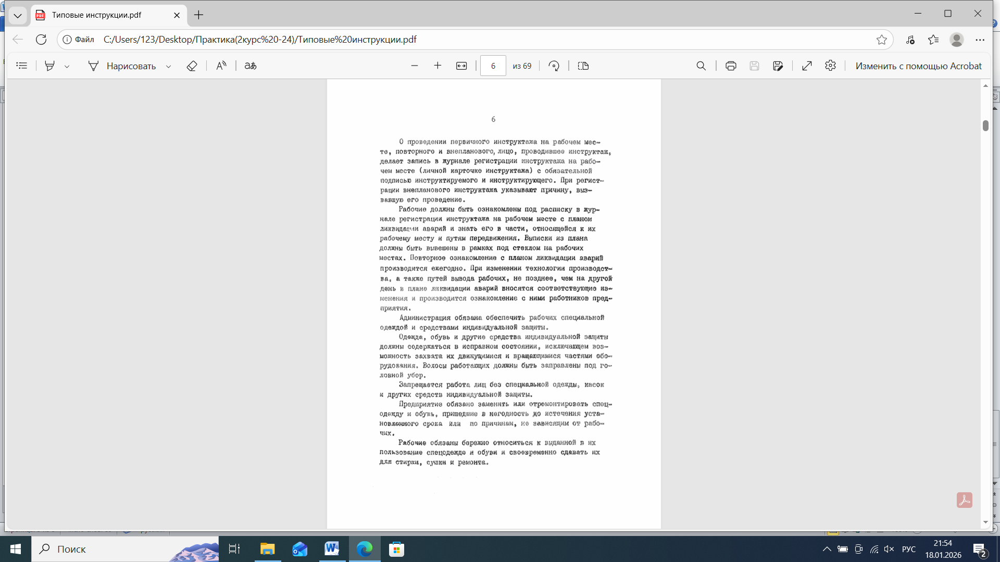 Типовые инструкции.pdf
Файл C:/Users/123/Desktop/Практика(2курс%20-24)/Типовые%20инструкции.pdf
Нарисовать
аあ
6 из 69
Изменить с помощью Acrobat
6
О проведении первичного инструктажа на рабочем мес-
те, повторного и внепланового, лицо, проводившее инструктаж,
делает запись в журнале регистрации инструктажа на рабо-
чем месте (личной карточке инструктажа) с обязательной
подписью инструктируемого и инструктирующего. При регист-
рации внепланового инструктажа указывают причину, выз-
вавшую его проведение.
Рабочие должны быть ознакомлены под расписку в жур-
нале регистрации инструктажа на рабочем месте с планом
ликвидации аварий и знать его в части, относящейся к их
рабочему месту и путям передвижения. Выписки из плана
должны быть вывешены в рамках под стеклом на рабочих
местах. Повторное ознакомление с планом ликвидации аварий
производится ежегодно. При изменении технологии производст-
ва, а также путей вывода рабочих, не позднее, чем на другой
день в плане ликвидации аварий вносятся соответствующие из-
менения и производится ознакомление с ними работников пред-
приятия.
Администрация обязана обеспечить рабочих специальной
одеждой и средствами индивидуальной защиты.
Одежда, обувь и другие средства индивидуальной защиты
должны содержаться в исправном состоянии, исключающем воз-
можность захвата их движущимися и вращающимися частями обо-
рудования. Волосы работающих должны быть заправлены под го-
ловной убор.
Запрещается работа лиц без специальной одежды, касок
и других средств индивидуальной защиты.
Предприятие обязано заменить или отремонтировать спец-
одежду и обувь, пришедшие в негодность до истечения уста-
новленного срока или по причинам, не зависящим от рабо-
чих.
Рабочие обязаны бережно относиться к выданной в их
пользование спецодежде и обуви и своевременно сдавать их
для стирки, сушки и ремонта.
Поиск
РУС
21:54
18.01.2026
2